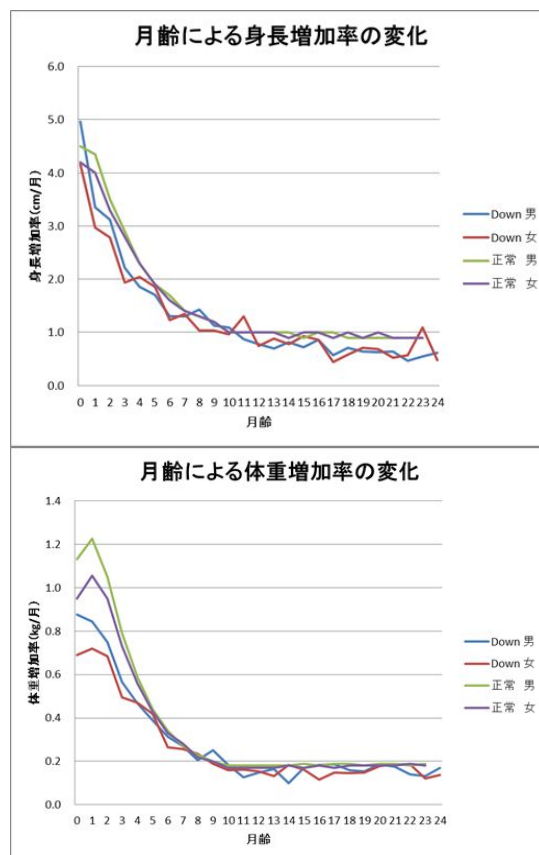 月齢による身長増加率の変化
6.0
5.0
4.0
3.0
2.0
1.0
0.0
身長増加率(cm/月)
0 1 2 3 4 5 6 7 8 9 10 11 12 13 14 15 16 17 18 19 20 21 22 23 24
月齢
Down 男
Down 女
正常 男
正常 女
月齢による体重増加率の変化
1.4
1.2
1.0
0.8
0.6
0.4
0.2
0.0
体重増加率(kg/月)
0 1 2 3 4 5 6 7 8 9 10 11 12 13 14 15 16 17 18 19 20 21 22 23 24
月齢
Down 男
Down 女
正常 男
正常 女